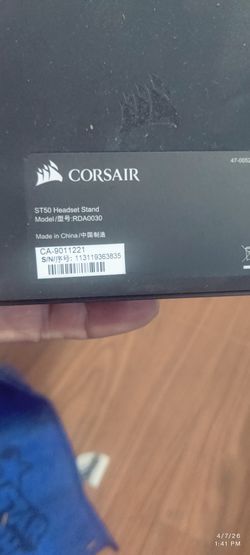 CORSAIR
47-0052
ST50 Headset Stand
Model/型号:RDA0030
Made in China/中国制造
CA-9011221
S/N/序号: 113119363835
4/7/26
1:41 PM